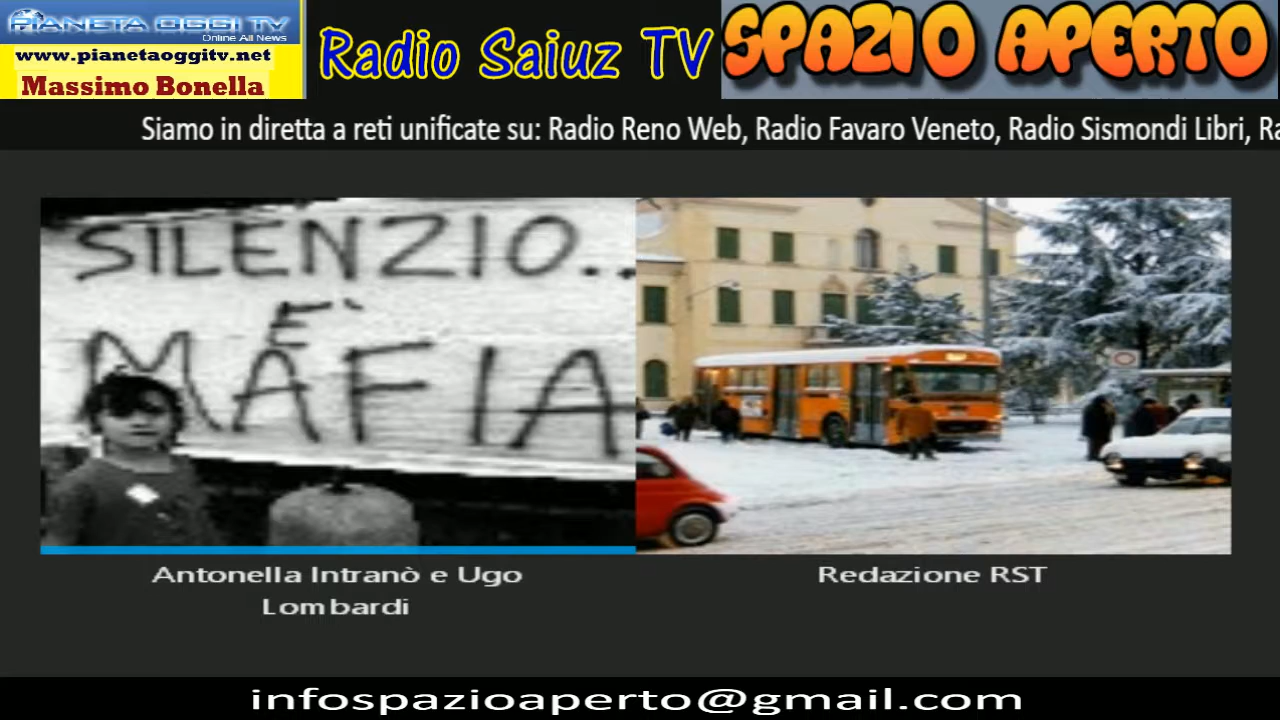 PIANETA OGGI TV
Online All News
www.pianetaoggitv.net
Massimo Bonella
Radio Saiuz TV
SPAZIO APERTO
Siamo in diretta a reti unificate su: Radio Reno Web, Radio Favaro Veneto, Radio Sismondi Libri, Ra
SILENZIO..
E'
MAFIA
Antonella Intranò e Ugo
Lombardi
Redazione RST
infospazioaperto@gmail.com